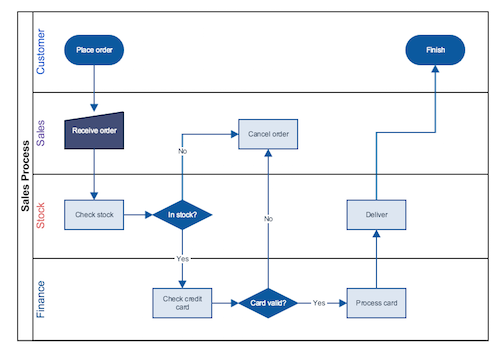 Sales Process
Customer
Place order
Finish
Sales
Receive order
Cancel order
No
Stock
Check stock
In stock?
No
Deliver
Yes
Finance
Check credit
card
Card valid?
Yes
Process card